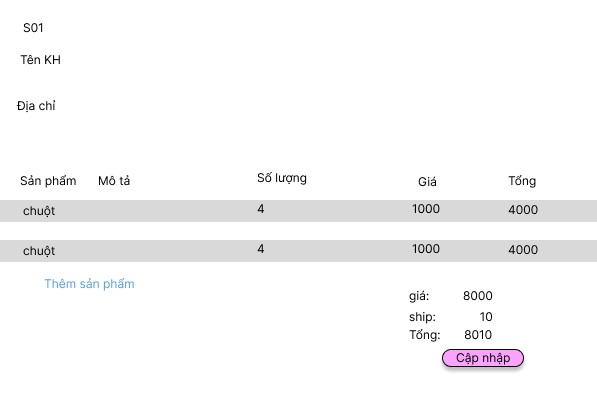 S01
Tên KH
Địa chỉ
Sản phẩm Mô tả Số lượng Giá Tổng
chuột 4 1000 4000
chuột 4 1000 4000
Thêm sản phẩm
giá: 8000
ship: 10
Tổng: 8010
Cập nhập